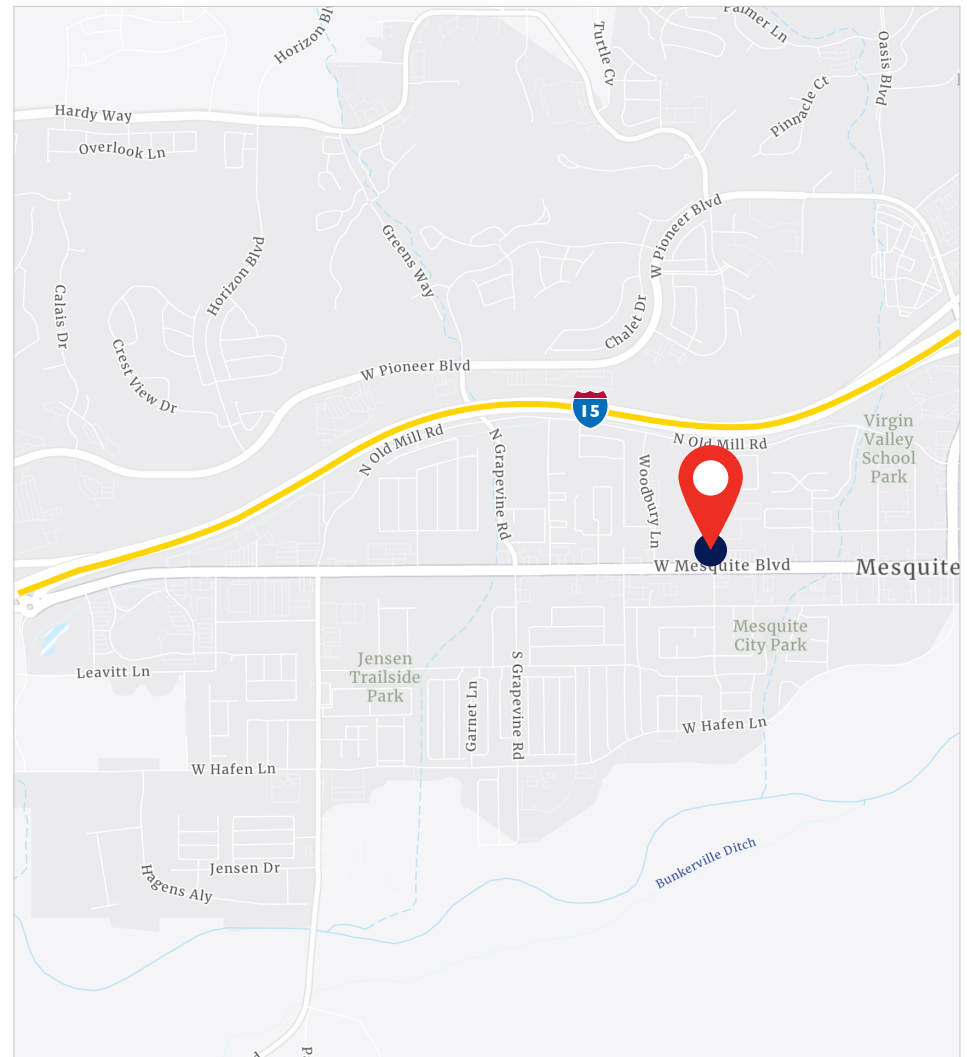 Palmer Ln
Horizon Bl
Turtle Cv
Oasis Blvd
Pinnacle Ct
Hardy Way
Overlook Ln
W Pioneer Blvd
Greens Way
Horizon Blvd
Calais Dr
Chalet Dr
Crest View Dr
W Pioneer Blvd
15
N Old Mill Rd
N Old Mill Rd
Virgin
Valley
School
Park
N Grapevine Rd
Woodbury Ln
W Mesquite Blvd
Mesquite
Mesquite
City Park
Jensen
Trailside
Park
Leavitt Ln
S Grapevine Rd
Garnet Ln
W Hafen Ln
W Hafen Ln
Bunkerville Ditch
Jensen Dr
Hagens Aly